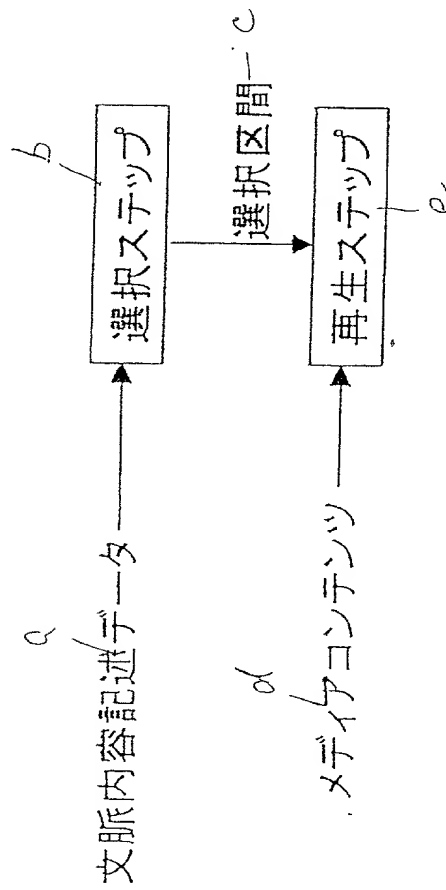 文脈内容記述データ
a
選択ステップ
b
選択区間
c
メディアコンテンツ
d
再生ステップ
e